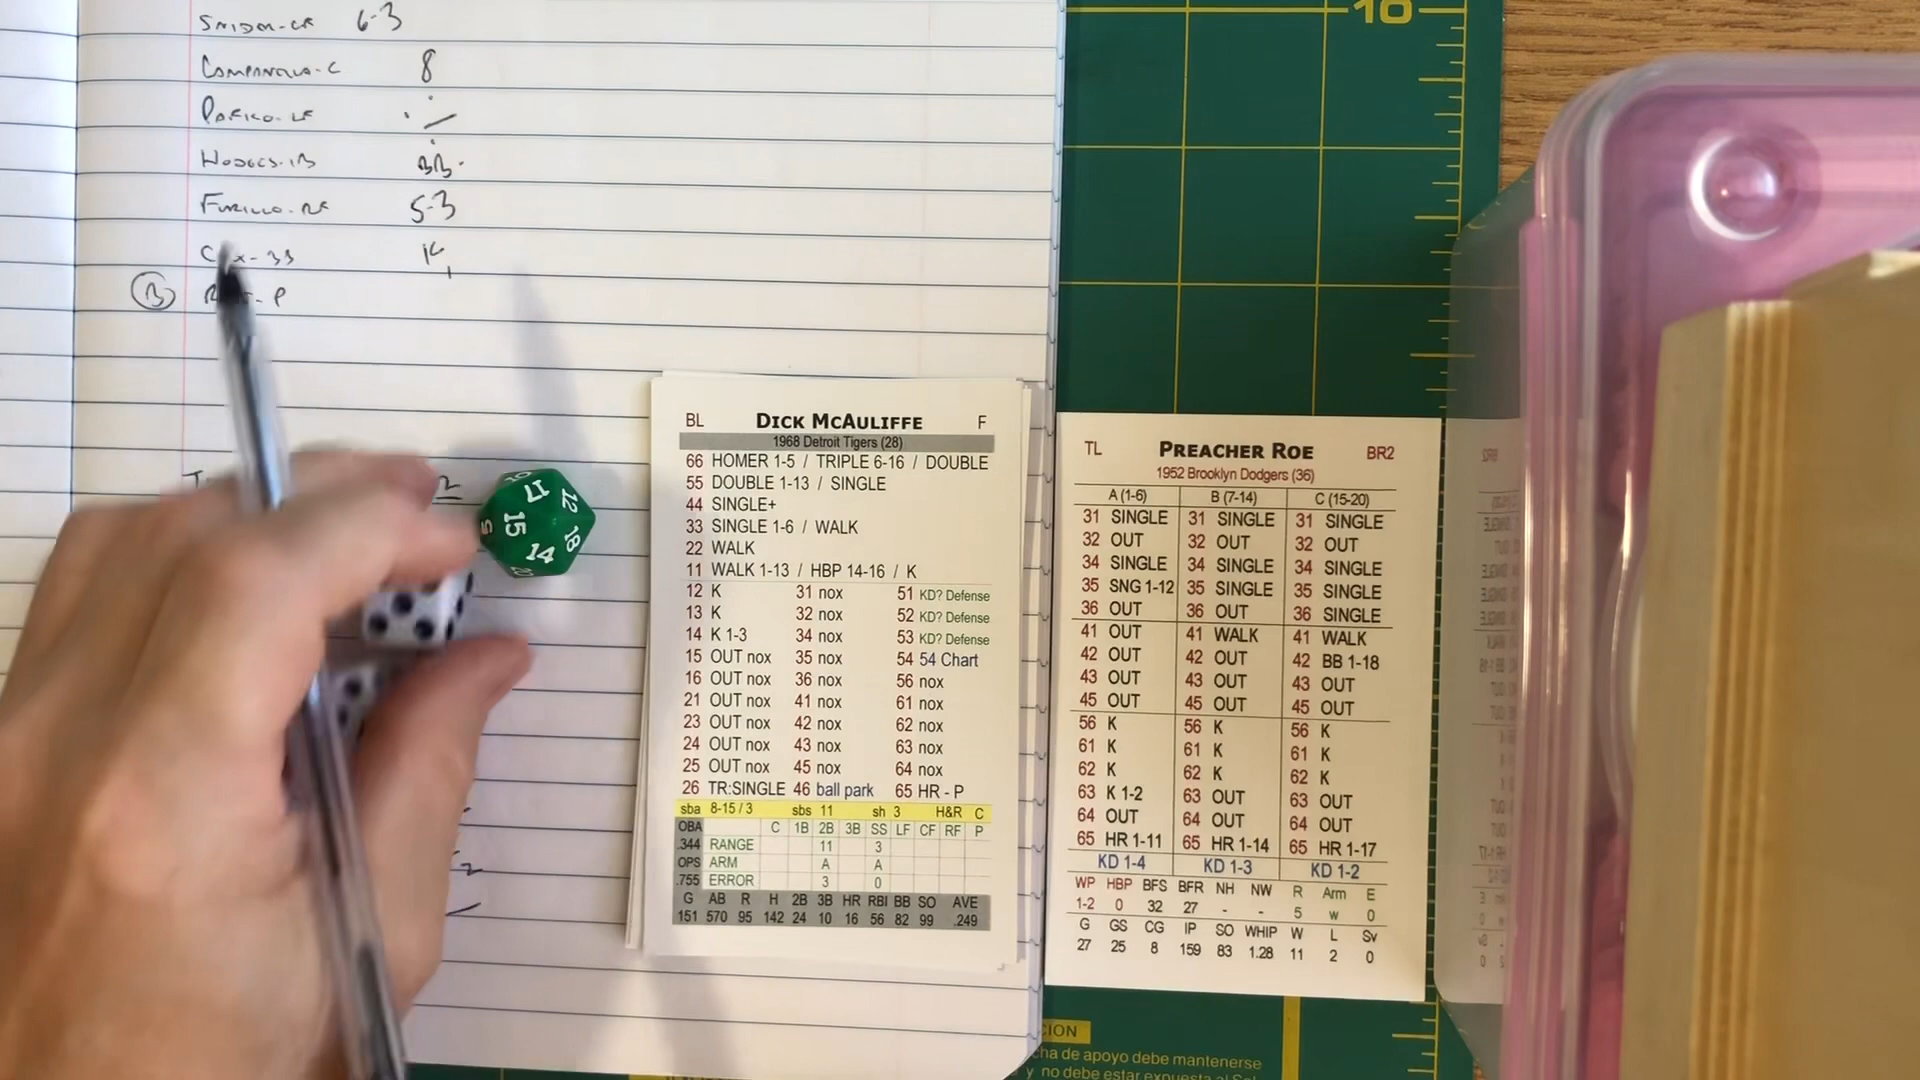 10
Snider-CF 6-3
Campanella-C 8
Pafko-LF
Hodges-1B BB
Furillo-RF 5-3
Cox-3B K
B R P
17
12
15
18
14
BL DICK MCAULIFFE F
1968 Detroit Tigers (28)
66 HOMER 1-5 / TRIPLE 6-16 / DOUBLE
55 DOUBLE 1-13 / SINGLE
44 SINGLE+
33 SINGLE 1-6 / WALK
22 WALK
11 WALK 1-13 / HBP 14-16 / K
12 K 31 nox 51 KD? Defense
13 K 32 nox 52 KD? Defense
14 K 1-3 34 nox 53 KD? Defense
15 OUT nox 35 nox 54 54 Chart
16 OUT nox 36 nox 56 nox
21 OUT nox 41 nox 61 nox
23 OUT nox 42 nox 62 nox
24 OUT nox 43 nox 63 nox
25 OUT nox 45 nox 64 nox
26 TR:SINGLE 46 ball park 65 HR - P
sba 8-15 / 3 sbs 11 sh 3 H&R C
OBA C 1B 2B 3B SS LF CF RF P
.344 RANGE 11 3
OPS ARM A A
.755 ERROR 3 0
G AB R H 2B 3B HR RBI BB SO AVE
151 570 95 142 24 10 16 56 82 99 .249
TL PREACHER ROE BR2
1952 Brooklyn Dodgers (36)
A (1-6) B (7-14) C (15-20)
31 SINGLE 31 SINGLE 31 SINGLE
32 OUT 32 OUT 32 OUT
34 SINGLE 34 SINGLE 34 SINGLE
35 SNG 1-12 35 SINGLE 35 SINGLE
36 OUT 36 OUT 36 SINGLE
41 OUT 41 WALK 41 WALK
42 OUT 42 OUT 42 BB 1-18
43 OUT 43 OUT 43 OUT
45 OUT 45 OUT 45 OUT
56 K 56 K 56 K
61 K 61 K 61 K
62 K 62 K 62 K
63 K 1-2 63 OUT 63 OUT
64 OUT 64 OUT 64 OUT
65 HR 1-11 65 HR 1-14 65 HR 1-17
KD 1-4 KD 1-3 KD 1-2
WP HBP BFS BFR NH NW R Arm E
1-2 0 32 27 - - 5 w 0
G GS CG IP SO WHIP W L Sv
27 25 8 159 83 1.28 11 2 0
CION
cha de apoyo debe mantenerse
y no debe estar expuesta al Sol